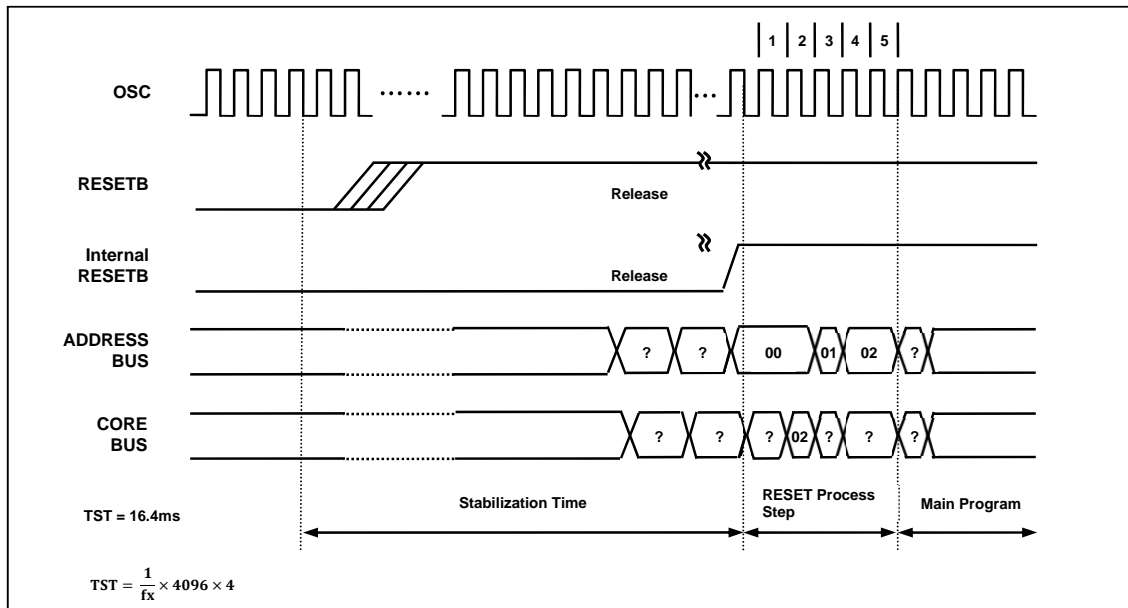 1 2 3 4 5
OSC
RESETB
Release
Internal
RESETB
Release
ADDRESS
BUS
? ? 00 01 02 ?
CORE
BUS
? ? ? 02 ? ? ?
TST = 16.4ms
Stabilization Time
RESET Process
Step
Main Program
TST = 1/fx × 4096 × 4